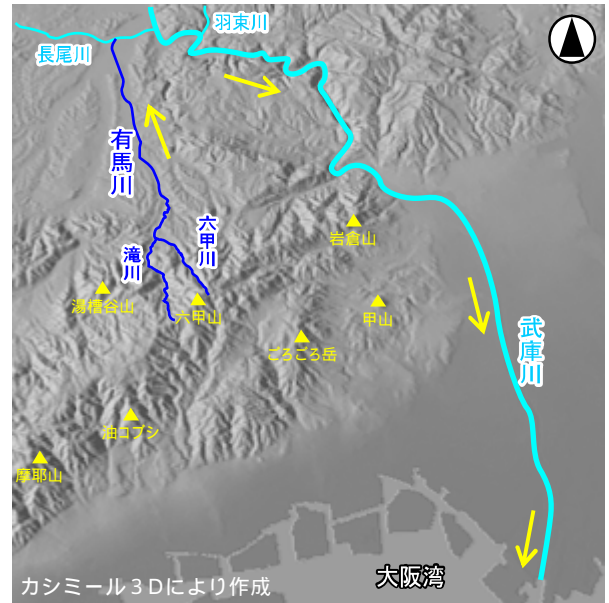 羽束川
長尾川
有馬川
六甲川
滝川
岩倉山
湯槽谷山
六甲山
甲山
ごろごろ岳
武庫川
油コブシ
摩耶山
大阪湾
カシミール3Dにより作成